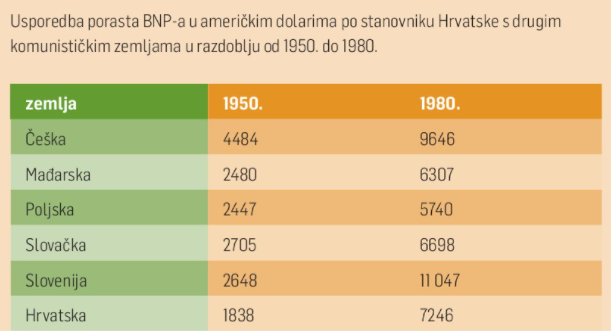 Usporedba porasta BNP-a u američkim dolarima po stanovniku Hrvatske s drugim
komunističkim zemljama u razdoblju od 1950. do 1980.
zemlja 1950. 1980.
Češka 4484 9646
Mađarska 2480 6307
Poljska 2447 5740
Slovačka 2705 6698
Slovenija 2648 11 047
Hrvatska 1838 7246